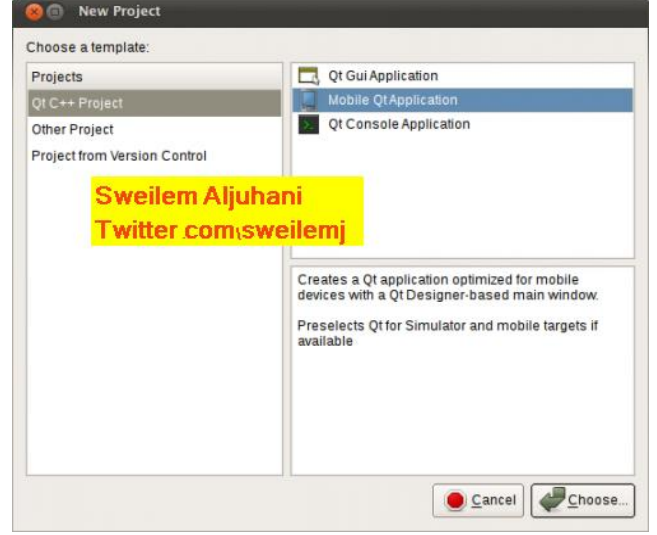 New Project
Choose a template:
Projects
Qt C++ Project
Other Project
Project from Version Control
Qt Gui Application
Mobile Qt Application
Qt Console Application
Sweilem Aljuhani
Twitter.com\sweilemj
Creates a Qt application optimized for mobile
devices with a Qt Designer-based main window.
Preselects Qt for Simulator and mobile targets if
available
Cancel
Choose...